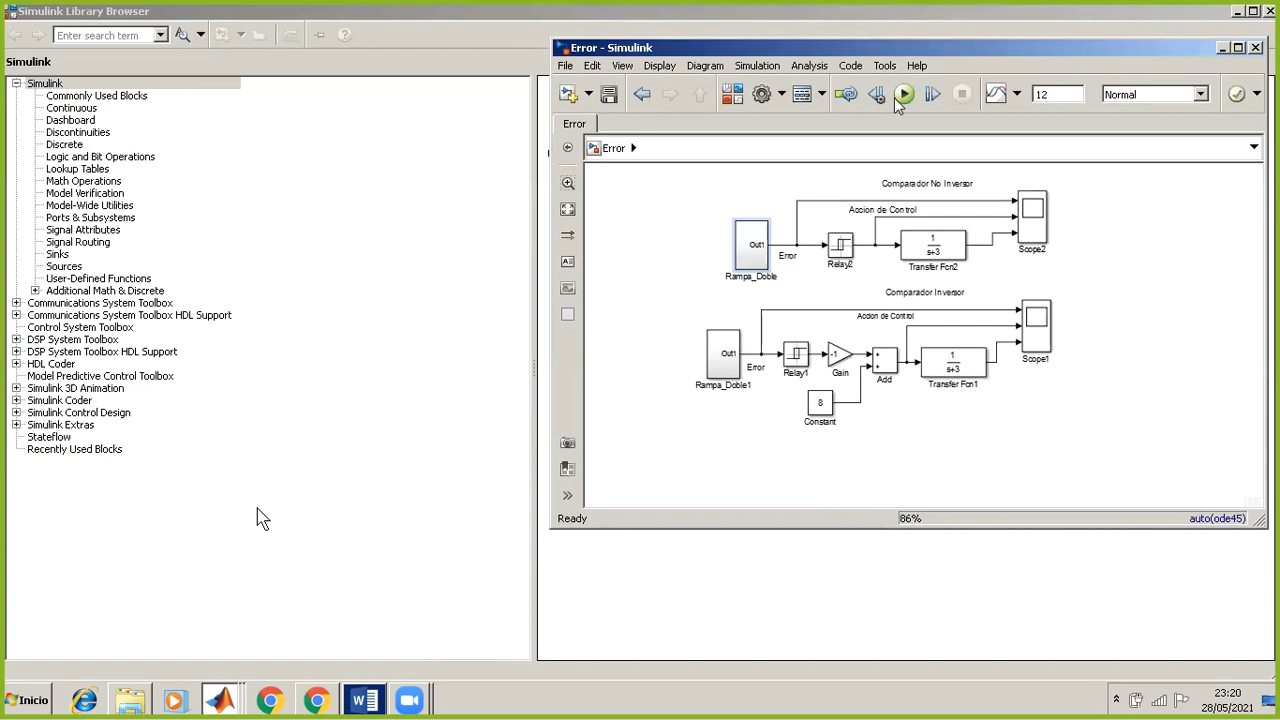 Simulink Library Browser
Enter search term
Simulink
Simulink
Commonly Used Blocks
Continuous
Dashboard
Discontinuities
Discrete
Logic and Bit Operations
Lookup Tables
Math Operations
Model Verification
Model-Wide Utilities
Ports & Subsystems
Signal Attributes
Signal Routing
Sinks
Sources
User-Defined Functions
Additional Math & Discrete
Communications System Toolbox
Communications System Toolbox HDL Support
Control System Toolbox
DSP System Toolbox
DSP System Toolbox HDL Support
HDL Coder
Model Predictive Control Toolbox
Simulink 3D Animation
Simulink Coder
Simulink Control Design
Simulink Extras
Stateflow
Recently Used Blocks
Error - Simulink
File Edit View Display Diagram Simulation Analysis Code Tools Help
12 Normal
Error
Error
Comparador No Inversor
Accion de Control
Out1
Error
Rampa_Doble
Relay2
1
s+3
Transfer Fcn2
Scope2
Comparador Inversor
Accion de Control
Out1
Error
Rampa_Doble1
Relay1
-1
Gain
+
+
Add
1
s+3
Transfer Fcn1
Scope1
8
Constant
Ready 86% auto(ode45)
Inicio
23:20
28/05/2021